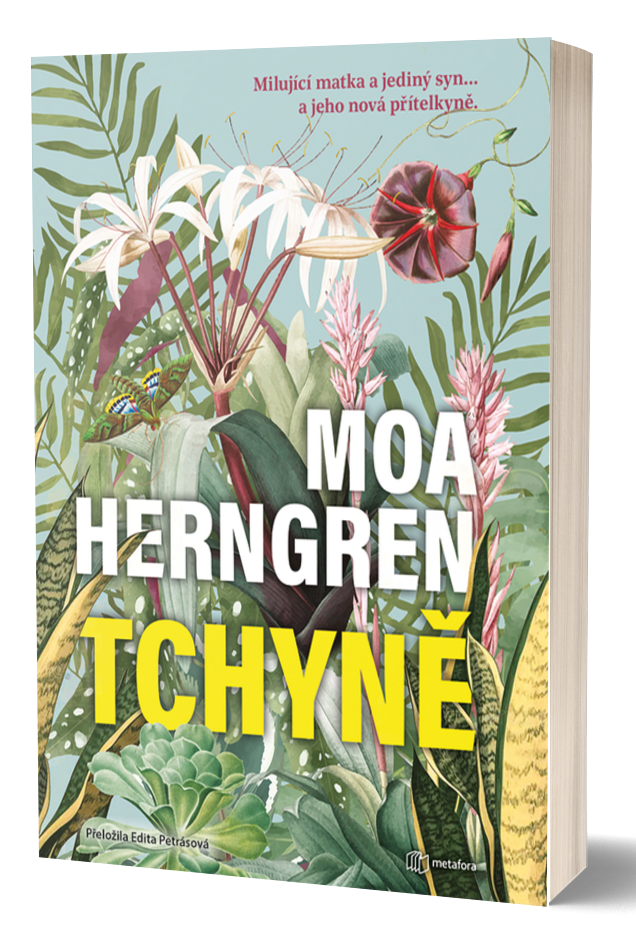 Milující matka a jediný syn...
a jeho nová přítelkyně.
MOA
HERNGREN
TCHYNĚ
Přeložila Edita Petrásová
metafora